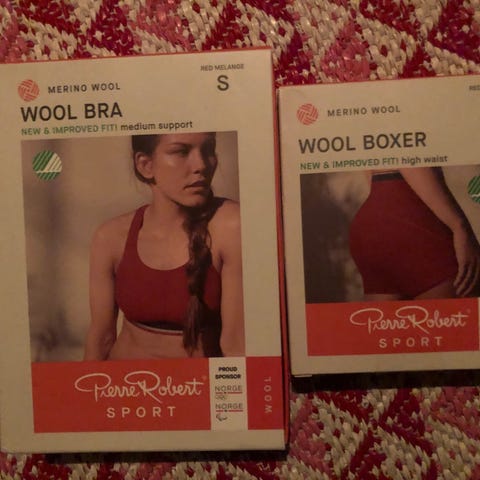 MERINO WOOL
RED MELANGE
S
WOOL BRA
NEW & IMPROVED FIT! medium support
PROUD
SPONSOR
NORGE
NORGE
Pierre Robert
SPORT
WOOL
MERINO WOOL
WOOL BOXER
NEW & IMPROVED FIT! high waist
Pierre Robert
SPORT